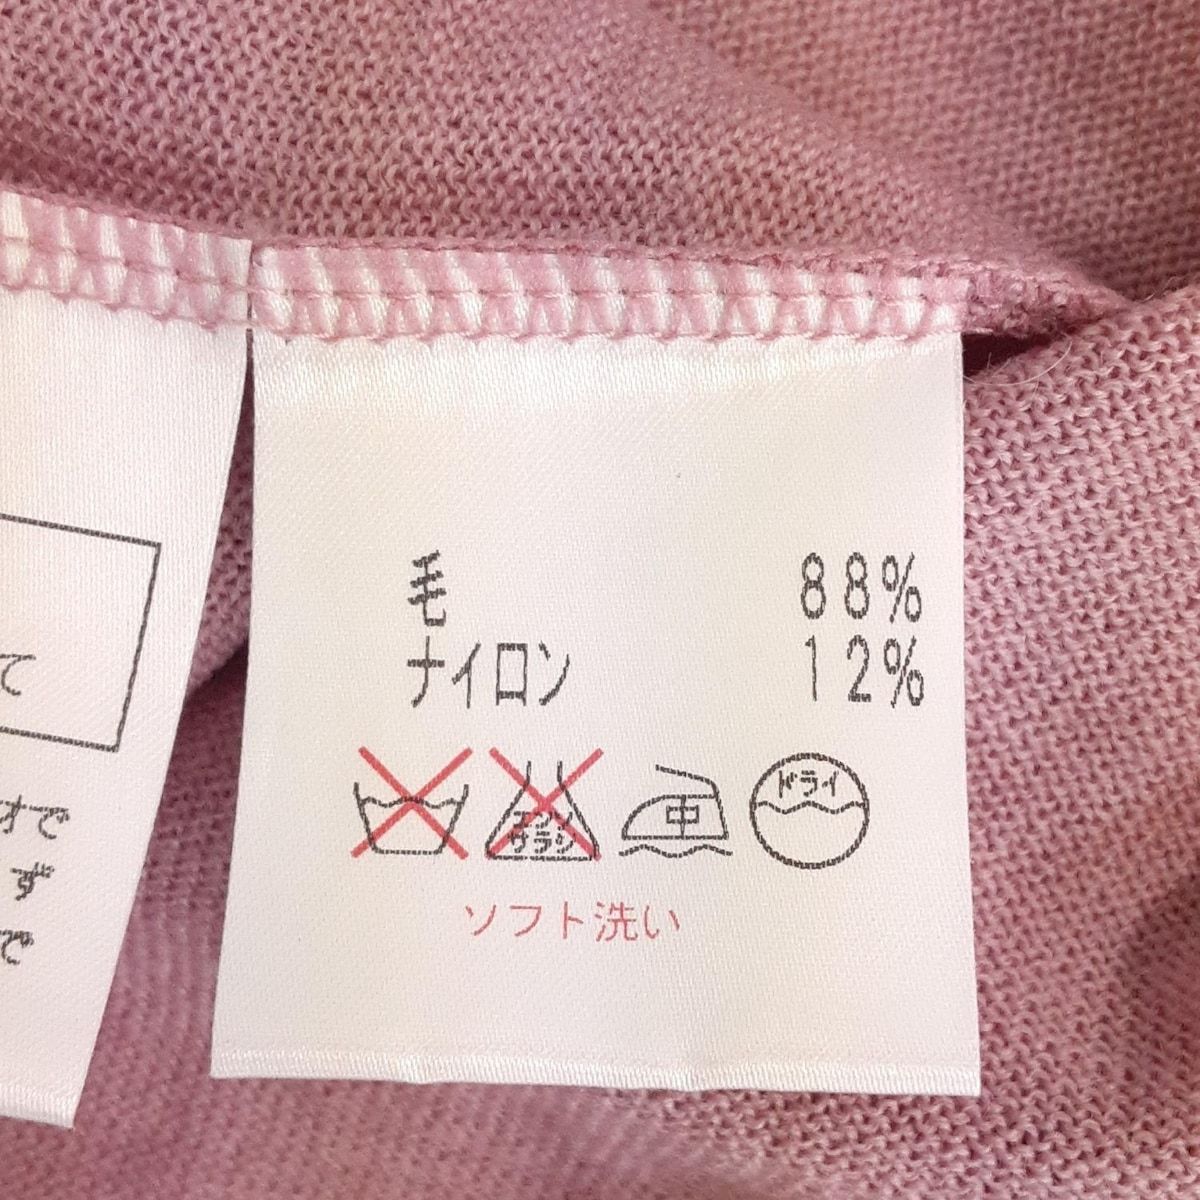 毛 88%
ナイロン 12%
エンソ
サラシ
中
ドライ
ソフト洗い
て
ず
で